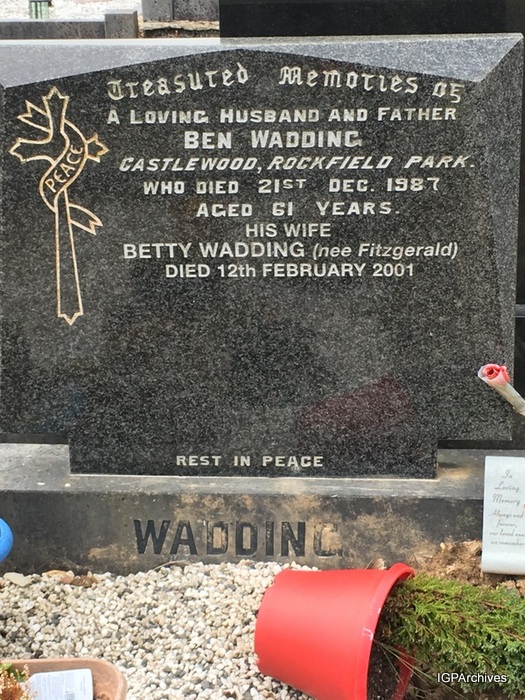 Treasured Memories of
A LOVING HUSBAND AND FATHER
BEN WADDING
CASTLEWOOD, ROCKFIELD PARK.
WHO DIED 21ST DEC. 1987
AGED 61 YEARS.
HIS WIFE
BETTY WADDING (nee Fitzgerald)
DIED 12th FEBRUARY 2001
PEACE
REST IN PEACE
WADDING
In
Loving
Memory
IGPArchives